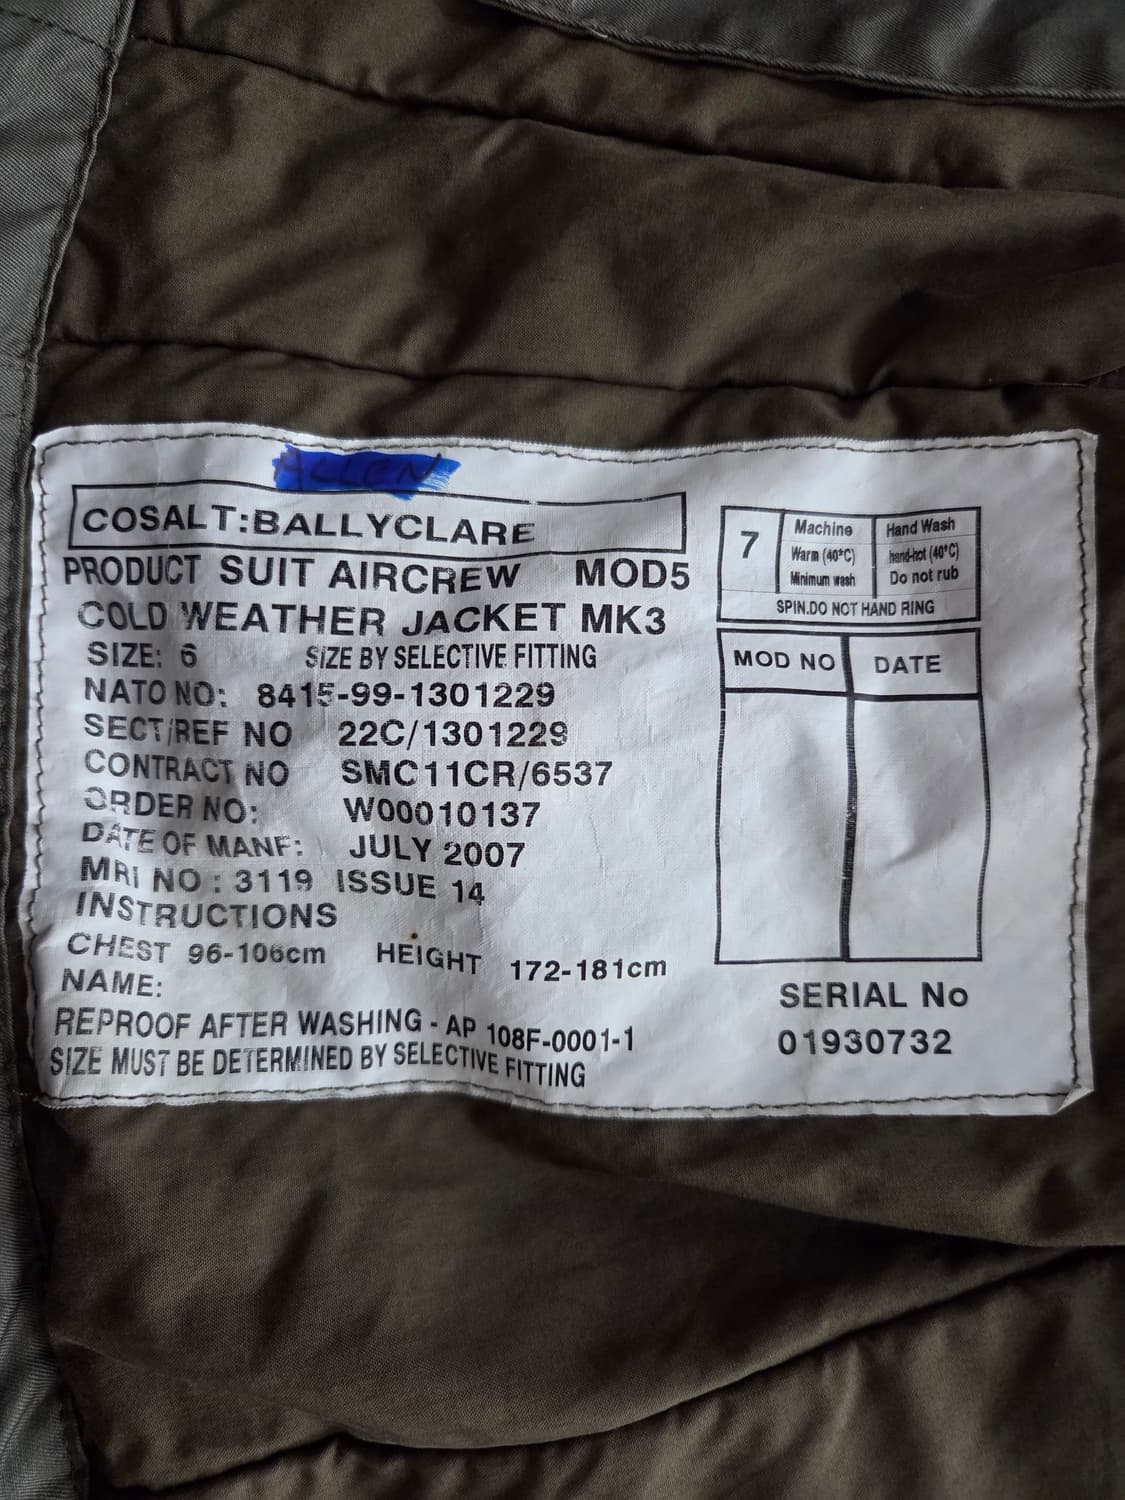 ALLEN
COSALT:BALLYCLARE
PRODUCT SUIT AIRCREW MOD5
COLD WEATHER JACKET MK3
SIZE: 6 SIZE BY SELECTIVE FITTING
NATO NO: 8415-99-1301229
SECT/REF NO 22C/1301229
CONTRACT NO SMC11CR/6537
ORDER NO: W00010137
DATE OF MANF: JULY 2007
MRI NO : 3119 ISSUE 14
INSTRUCTIONS
CHEST 96-106cm HEIGHT 172-181cm
NAME:
REPROOF AFTER WASHING - AP 108F-0001-1
SIZE MUST BE DETERMINED BY SELECTIVE FITTING
7
Machine
Warm (40°C)
Minimum wash
Hand Wash
hand-hot (40°C)
Do not rub
SPIN.DO NOT HAND RING
MOD NO DATE
SERIAL No
01930732